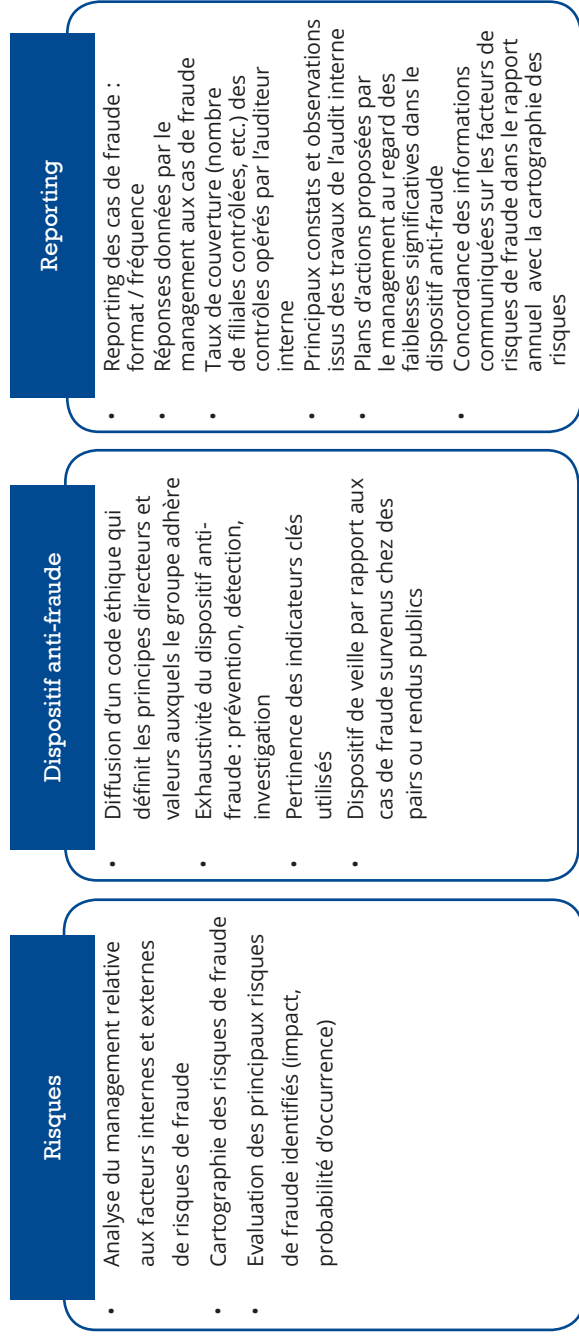 Risques
• Analyse du management relative
aux facteurs internes et externes
de risques de fraude
• Cartographie des risques de fraude
• Evaluation des principaux risques
de fraude identifiés (impact,
probabilité d’occurrence)
Dispositif anti-fraude
• Diffusion d’un code éthique qui
définit les principes directeurs et
valeurs auxquels le groupe adhère
• Exhaustivité du dispositif anti-
fraude : prévention, détection,
investigation
• Pertinence des indicateurs clés
utilisés
• Dispositif de veille par rapport aux
cas de fraude survenus chez des
pairs ou rendus publics
Reporting
• Reporting des cas de fraude :
format / fréquence
• Réponses données par le
management aux cas de fraude
• Taux de couverture (nombre
de filiales contrôlées, etc.) des
contrôles opérés par l’auditeur
interne
• Principaux constats et observations
issus des travaux de l’audit interne
• Plans d’actions proposées par
le management au regard des
faiblesses significatives dans le
dispositif anti-fraude
• Concordance des informations
communiquées sur les facteurs de
risques de fraude dans le rapport
annuel avec la cartographie des
risques